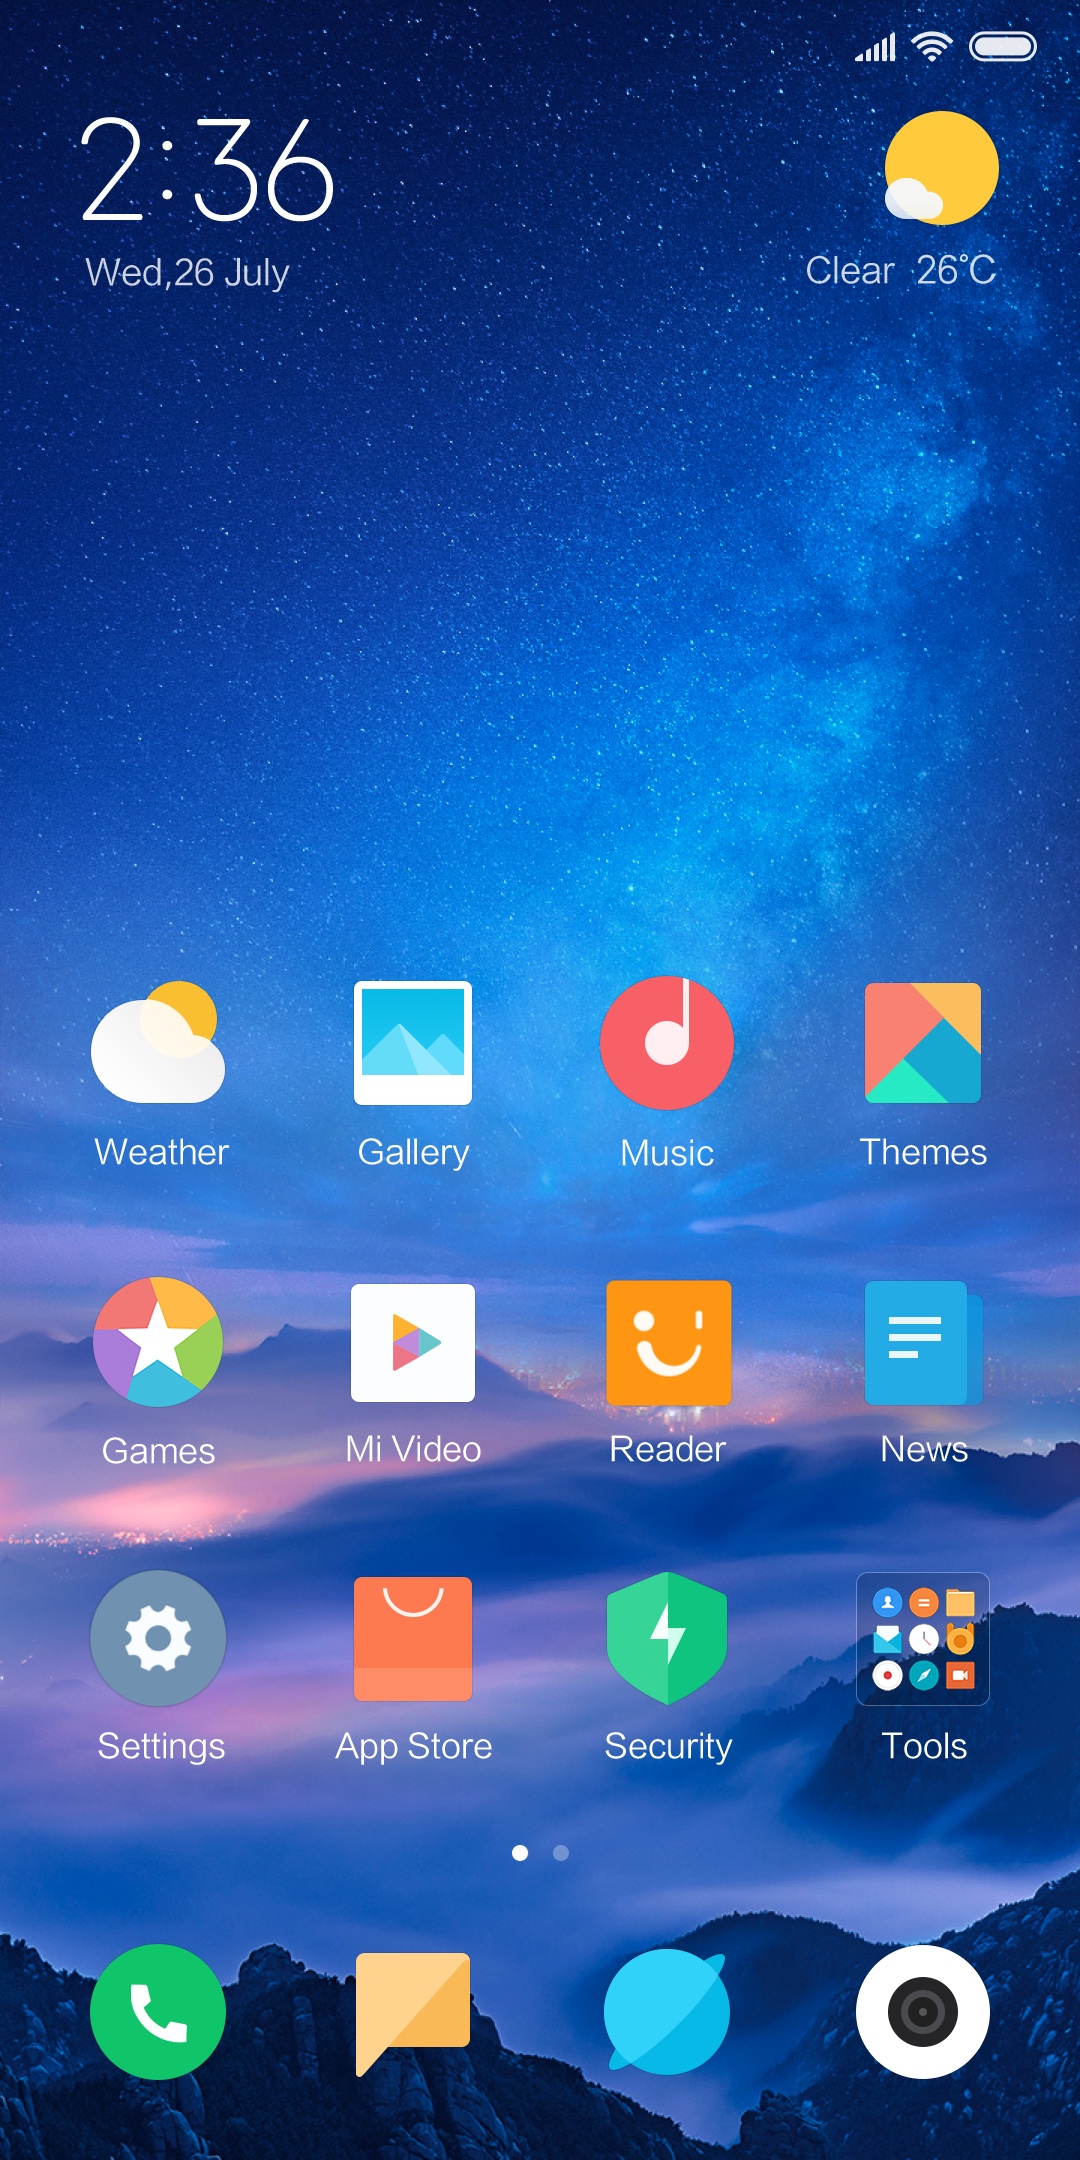 2:36
Wed,26 July
Clear 26°C
Weather
Gallery
Music
Themes
Games
Mi Video
Reader
News
Settings
App Store
Security
Tools